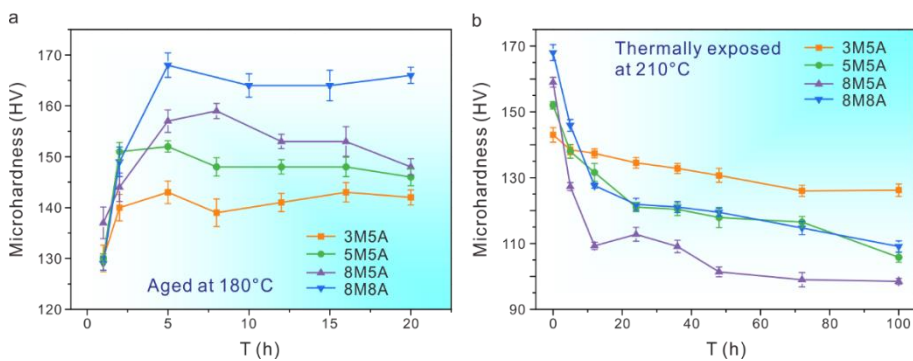 a
Microhardness (HV)
170
160
150
140
130
120
0
5
10
15
20
T (h)
Aged at 180°C
3M5A
5M5A
8M5A
8M8A
b
Microhardness (HV)
170
150
130
110
90
0
20
40
60
80
100
T (h)
Thermally exposed
at 210°C
3M5A
5M5A
8M5A
8M8A